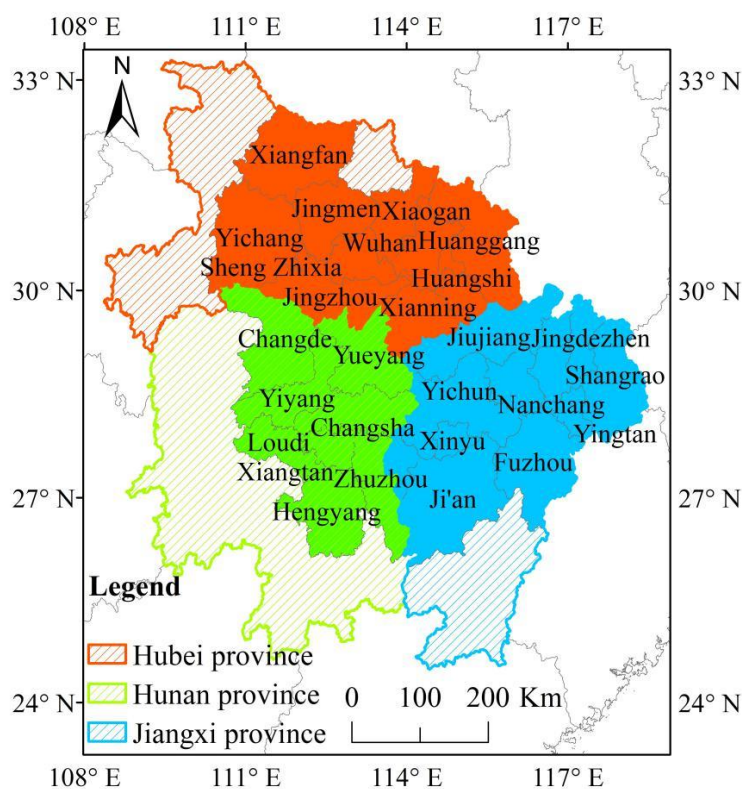 108° E 111° E 114° E 117° E
33° N 33° N
N
Xiangfan
Jingmen Xiaogan
Yichang Wuhan Huanggang
Sheng Zhixia Huangshi
30° N Jingzhou Xianning 30° N
Changde Yueyang Jiujiang Jingdezhen
Shangrao
Yiyang Yichun Nanchang
Changsha
Loudi Xinyu Yingtan
Xiangtan Zhuzhou Fuzhou
27° N Hengyang Ji'an 27° N
Legend
Hubei province
Hunan province 0 100 200 Km
24° N 24° N
Jiangxi province
108° E 111° E 114° E 117° E